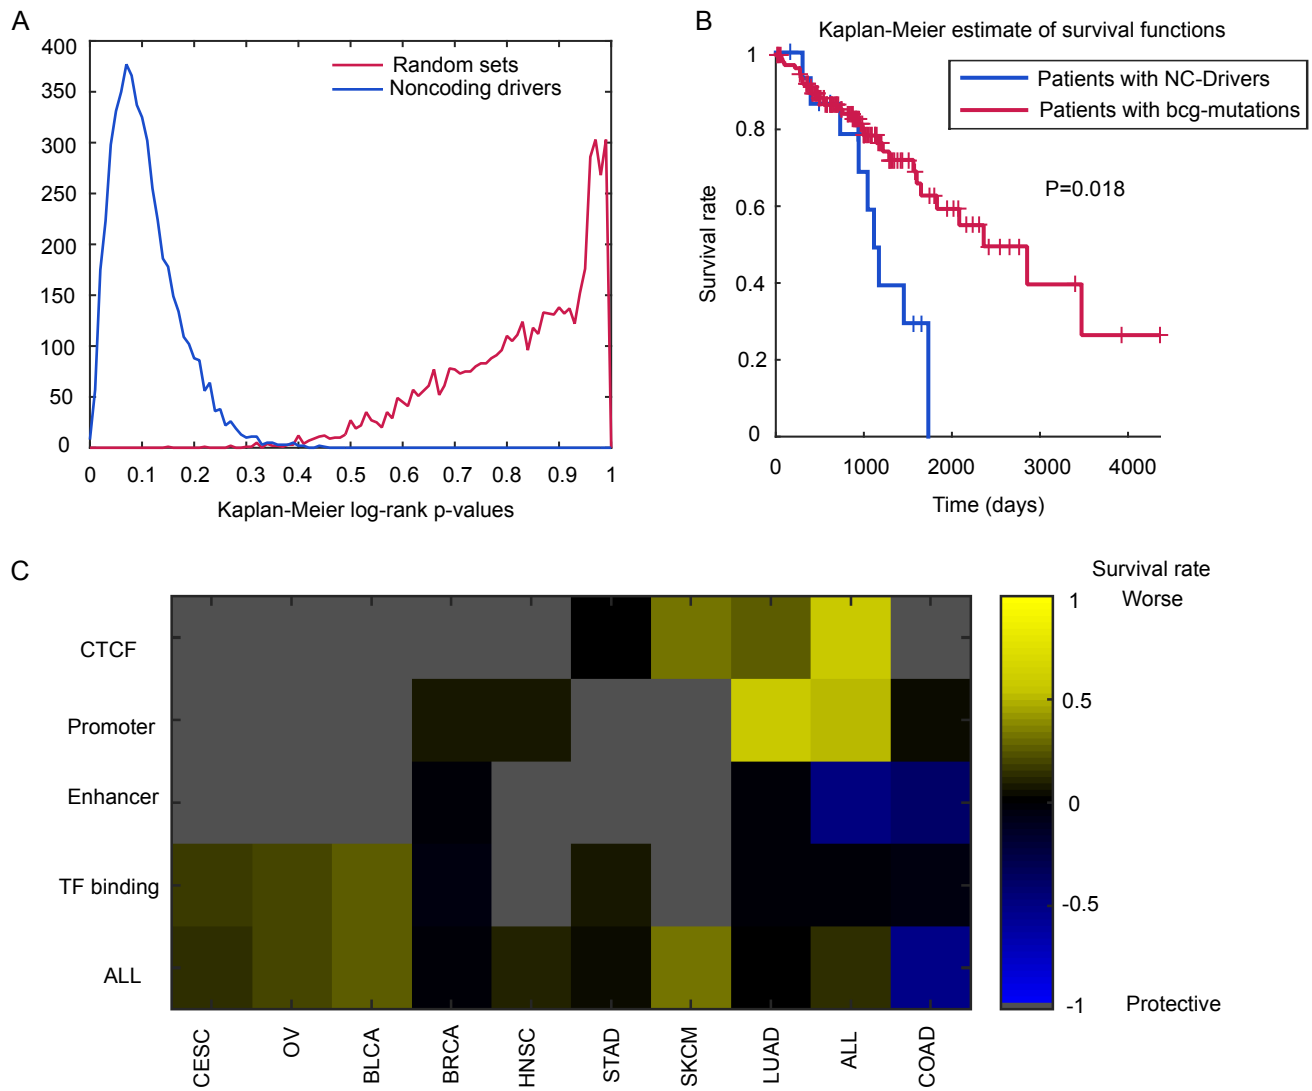 A
400
350
300
250
200
150
100
50
0
Random sets
Noncoding drivers
0 0.1 0.2 0.3 0.4 0.5 0.6 0.7 0.8 0.9 1
Kaplan-Meier log-rank p-values
B
Kaplan-Meier estimate of survival functions
Patients with NC-Drivers
Patients with bcg-mutations
P=0.018
Survival rate
1
0.8
0.6
0.4
0.2
0
0 1000 2000 3000 4000
Time (days)
C
CTCF
Promoter
Enhancer
TF binding
ALL
CESC
OV
BLCA
BRCA
HNSC
STAD
SKCM
LUAD
ALL
COAD
Survival rate
1 Worse
0.5
0
-0.5
-1 Protective